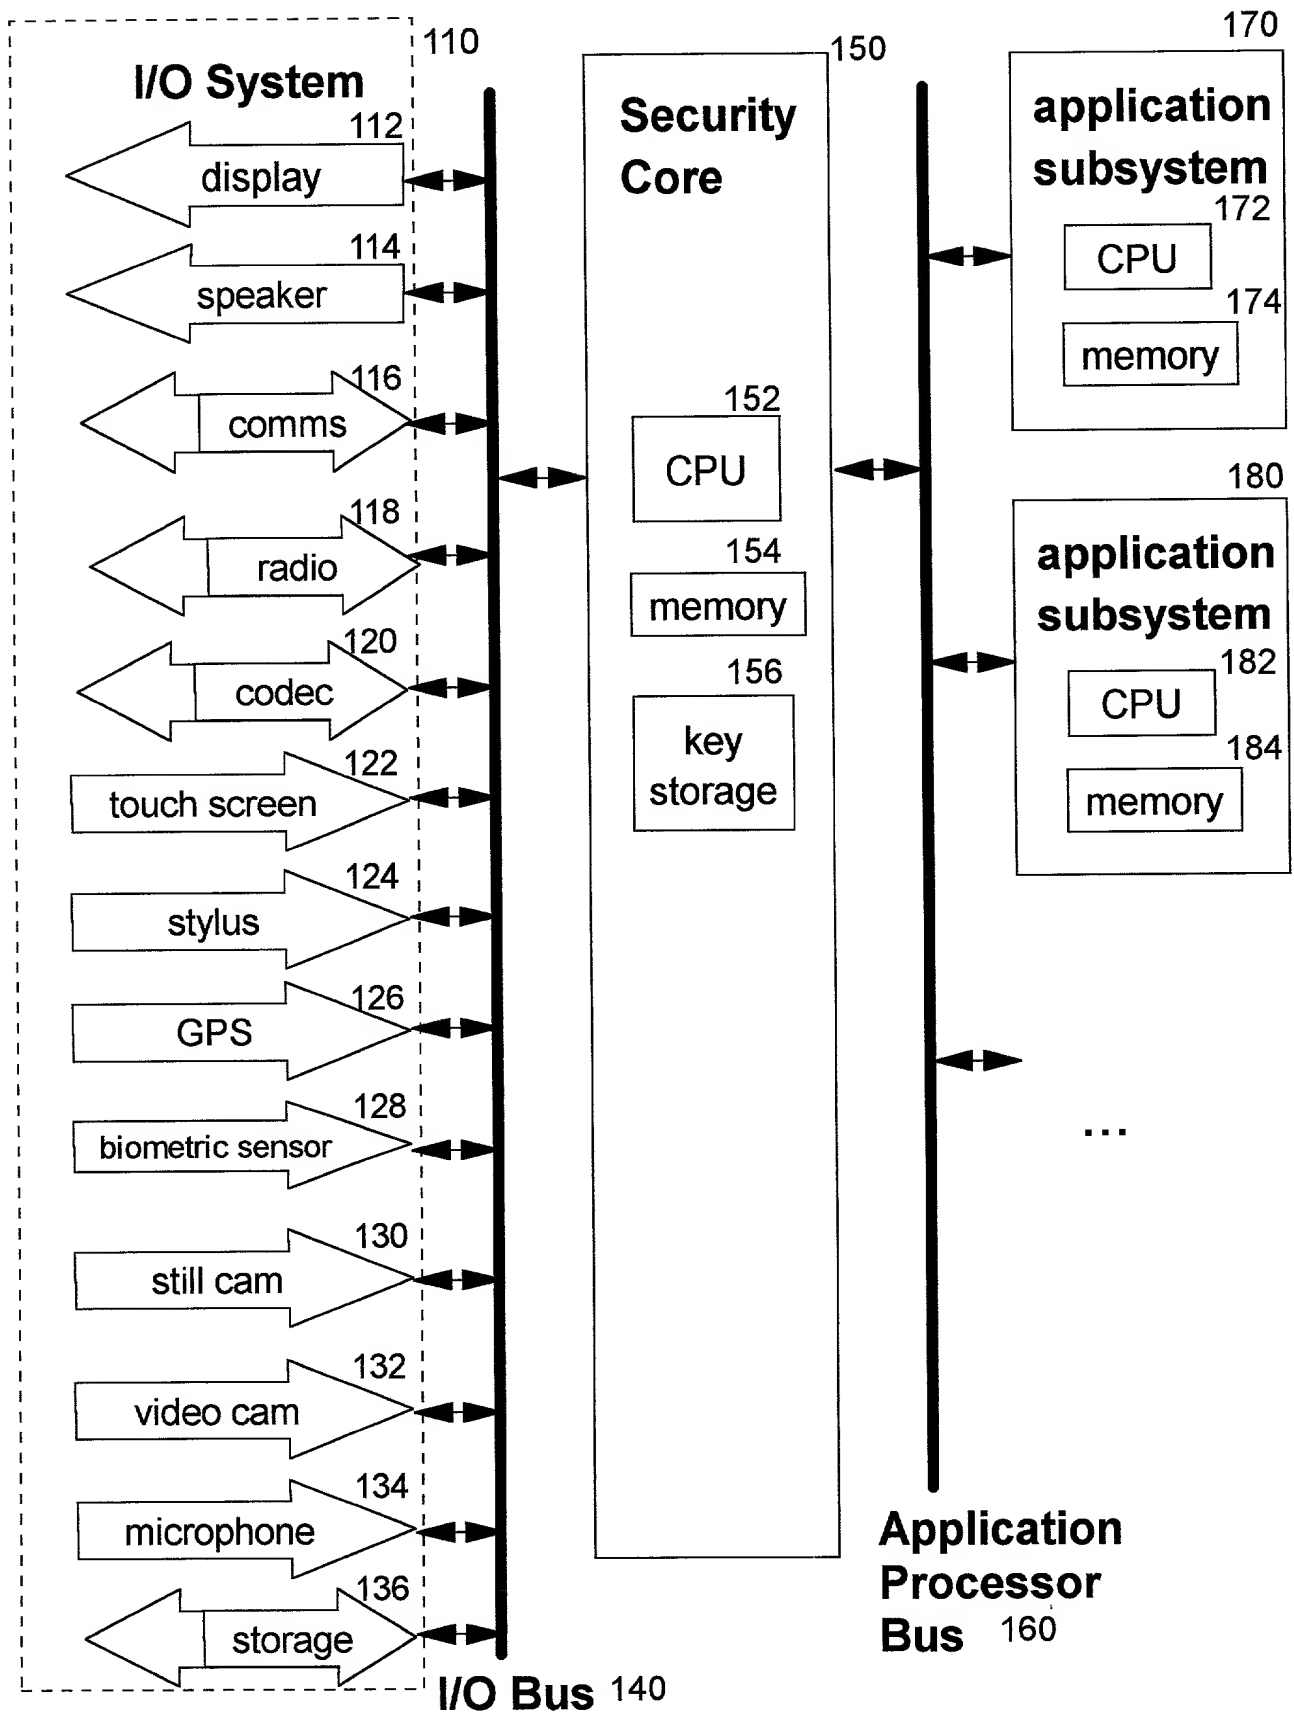 110
I/O System
112
display
114
speaker
116
comms
118
radio
120
codec
122
touch screen
124
stylus
126
GPS
128
biometric sensor
130
still cam
132
video cam
134
microphone
136
storage
I/O Bus 140
150
Security
Core
152
CPU
154
memory
156
key
storage
Application
Processor
Bus 160
170
application
subsystem
172
CPU
174
memory
180
application
subsystem
182
CPU
184
memory
...